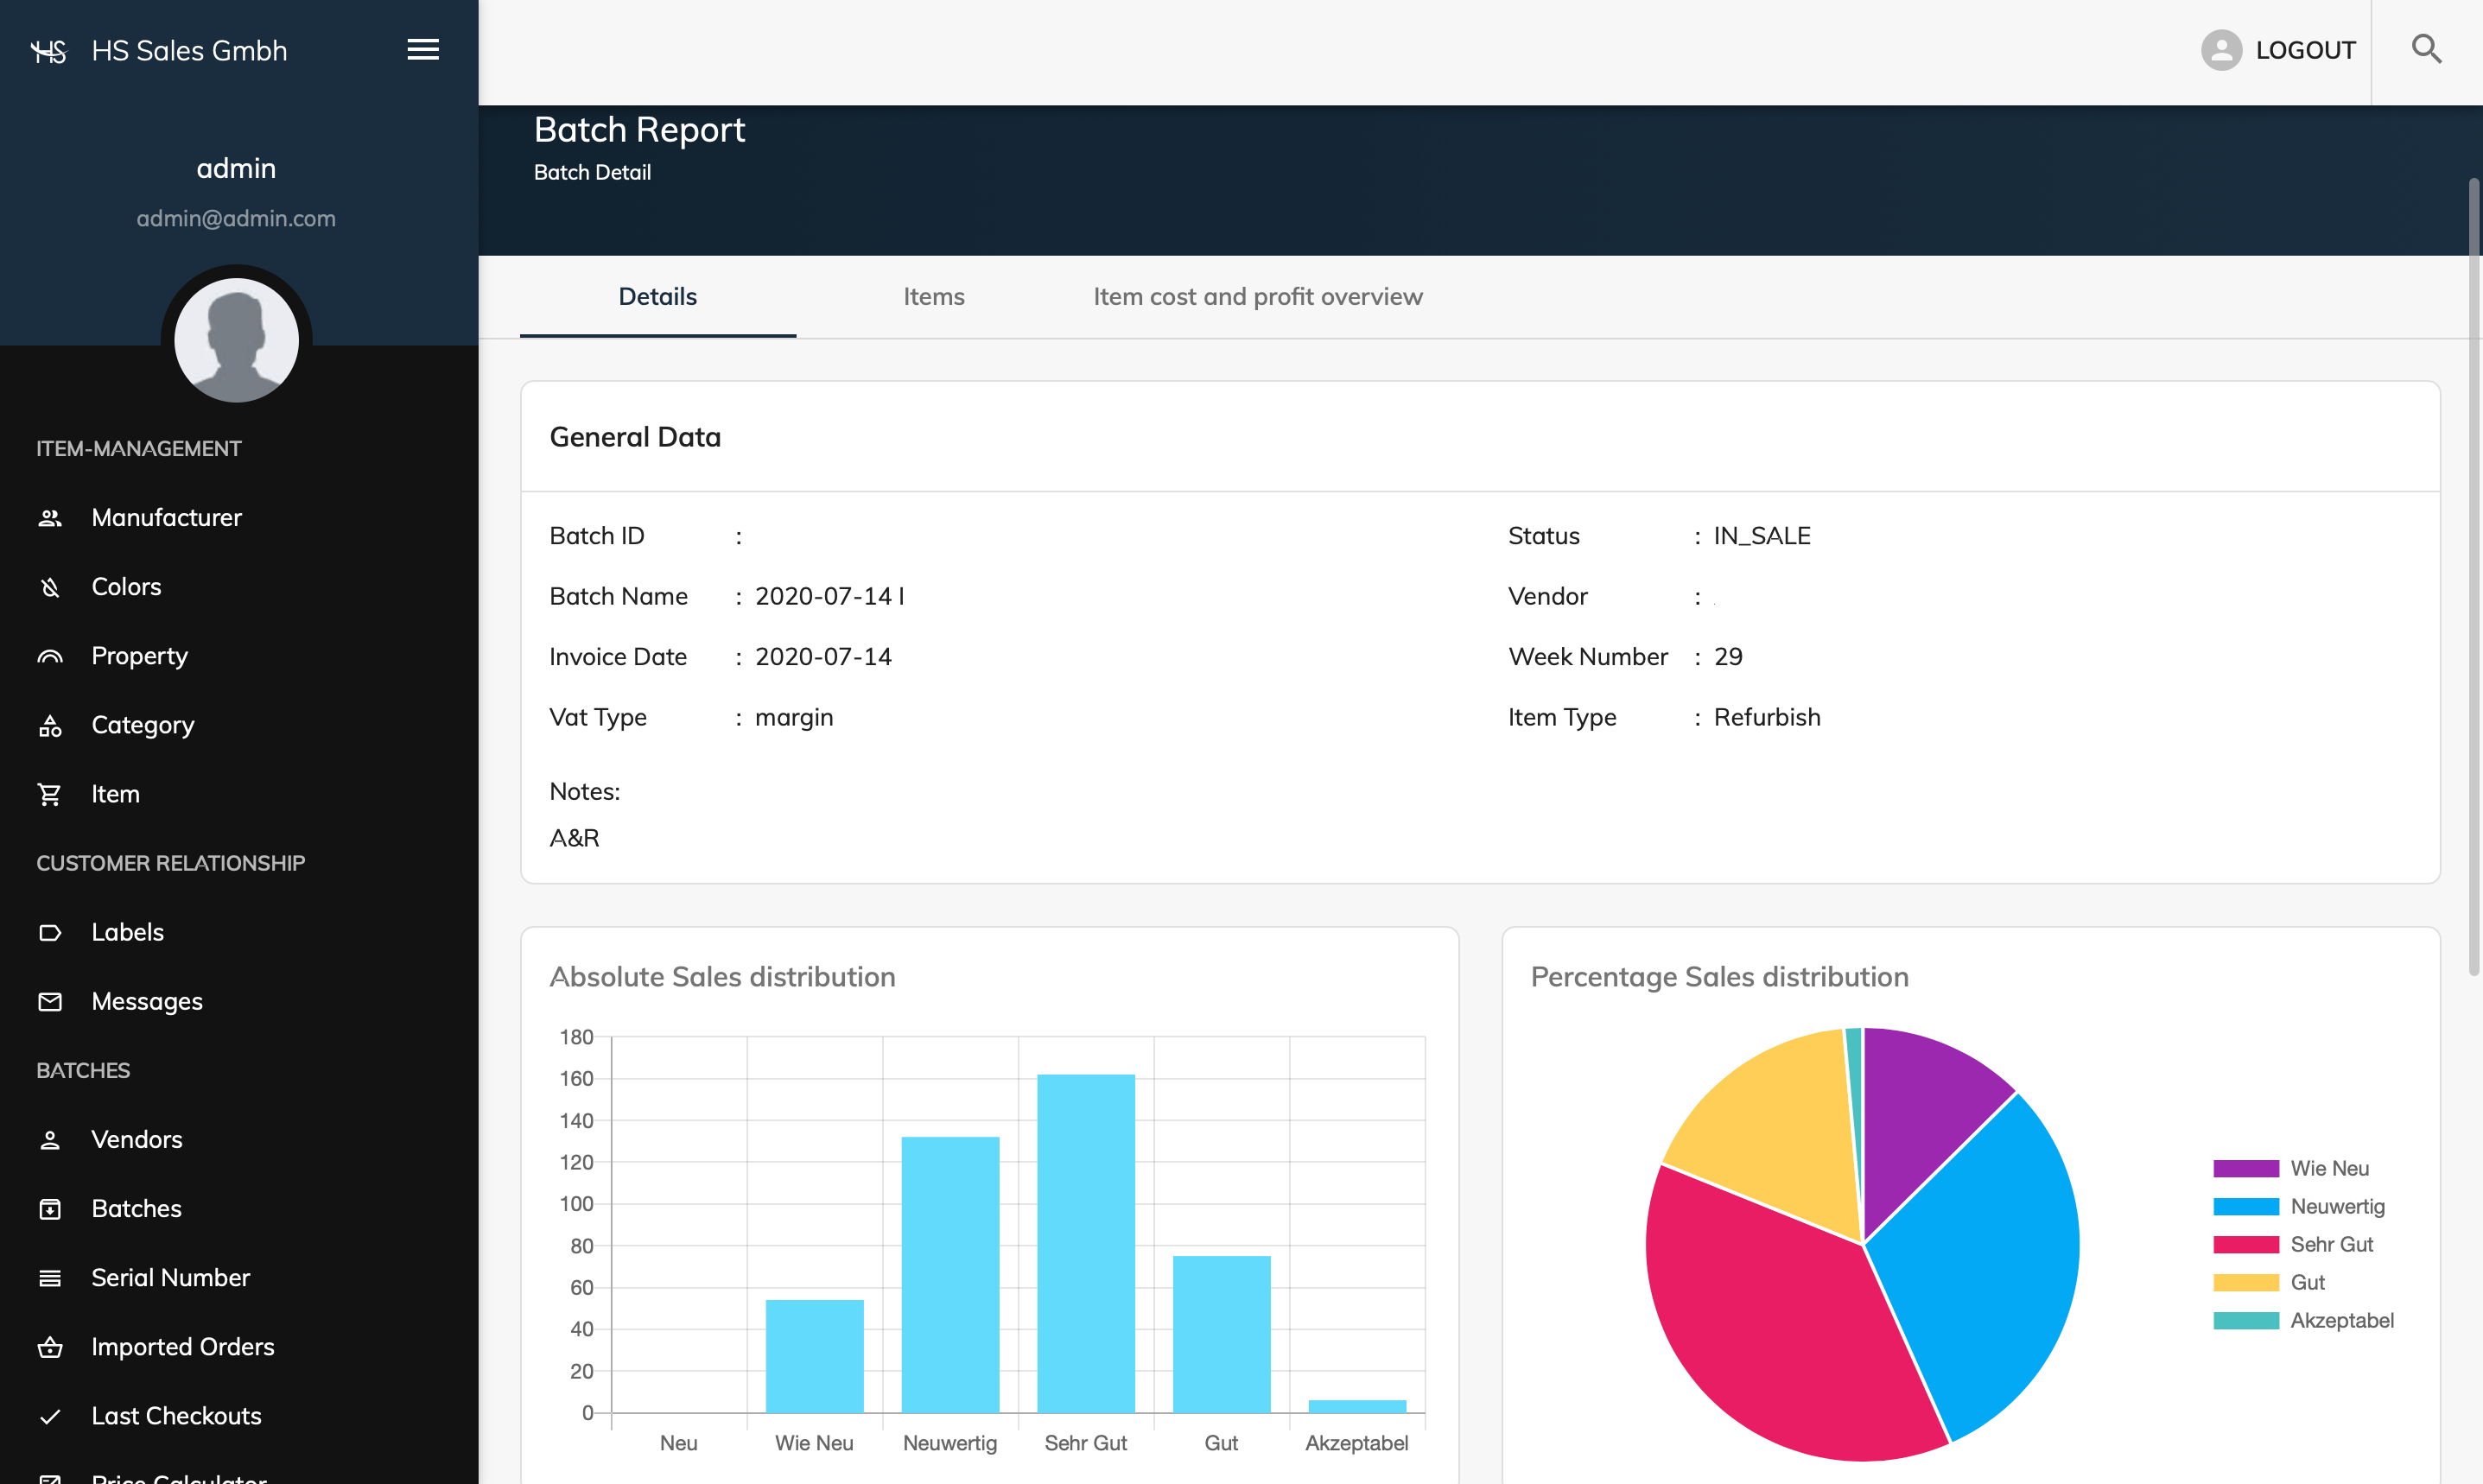 HS HS Sales Gmbh
LOGOUT
admin
admin@admin.com
ITEM-MANAGEMENT
Manufacturer
Colors
Property
Category
Item
CUSTOMER RELATIONSHIP
Labels
Messages
BATCHES
Vendors
Batches
Serial Number
Imported Orders
Last Checkouts
Price Calculator
Batch Report
Batch Detail
Details Items Item cost and profit overview
General Data
Batch ID :
Batch Name : 2020-07-14 I
Invoice Date : 2020-07-14
Vat Type : margin
Status : IN_SALE
Vendor :
Week Number : 29
Item Type : Refurbish
Notes:
A&R
Absolute Sales distribution
180
160
140
120
100
80
60
40
20
0
Neu Wie Neu Neuwertig Sehr Gut Gut Akzeptabel
Percentage Sales distribution
Wie Neu
Neuwertig
Sehr Gut
Gut
Akzeptabel